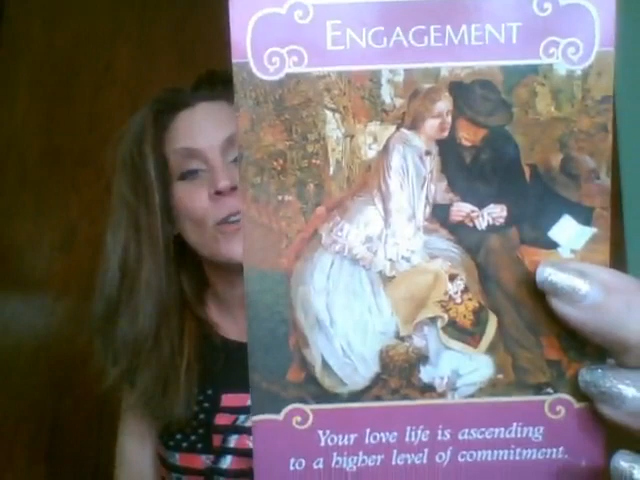 ENGAGEMENT
Your love life is ascending
to a higher level of commitment.